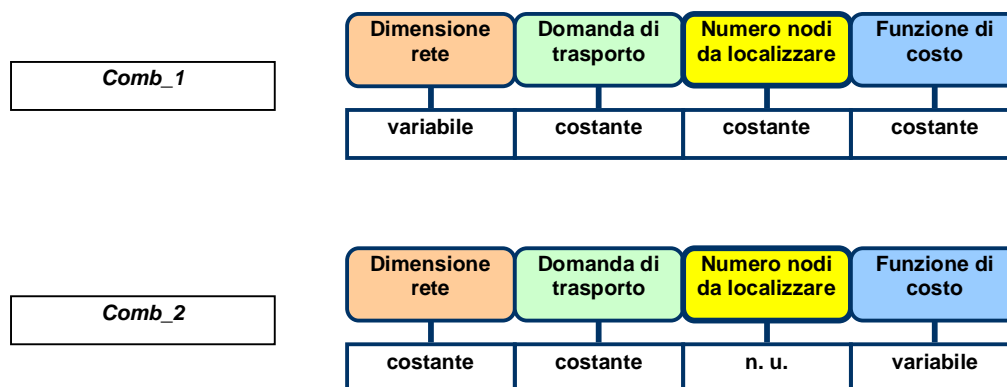 Dimensione rete
Domanda di trasporto
Numero nodi da localizzare
Funzione di costo
Comb_1
variabile
costante
costante
costante
Dimensione rete
Domanda di trasporto
Numero nodi da localizzare
Funzione di costo
Comb_2
costante
costante
n. u.
variabile